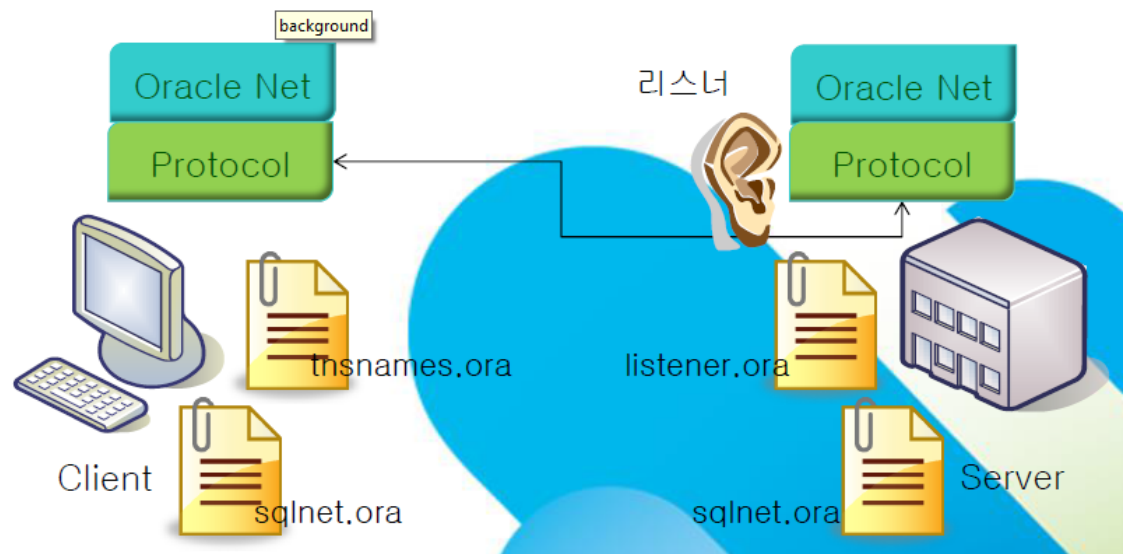 background
Oracle Net
Protocol
리스너
Oracle Net
Protocol
tnsnames.ora
listener.ora
Client
sqlnet.ora
sqlnet.ora
Server